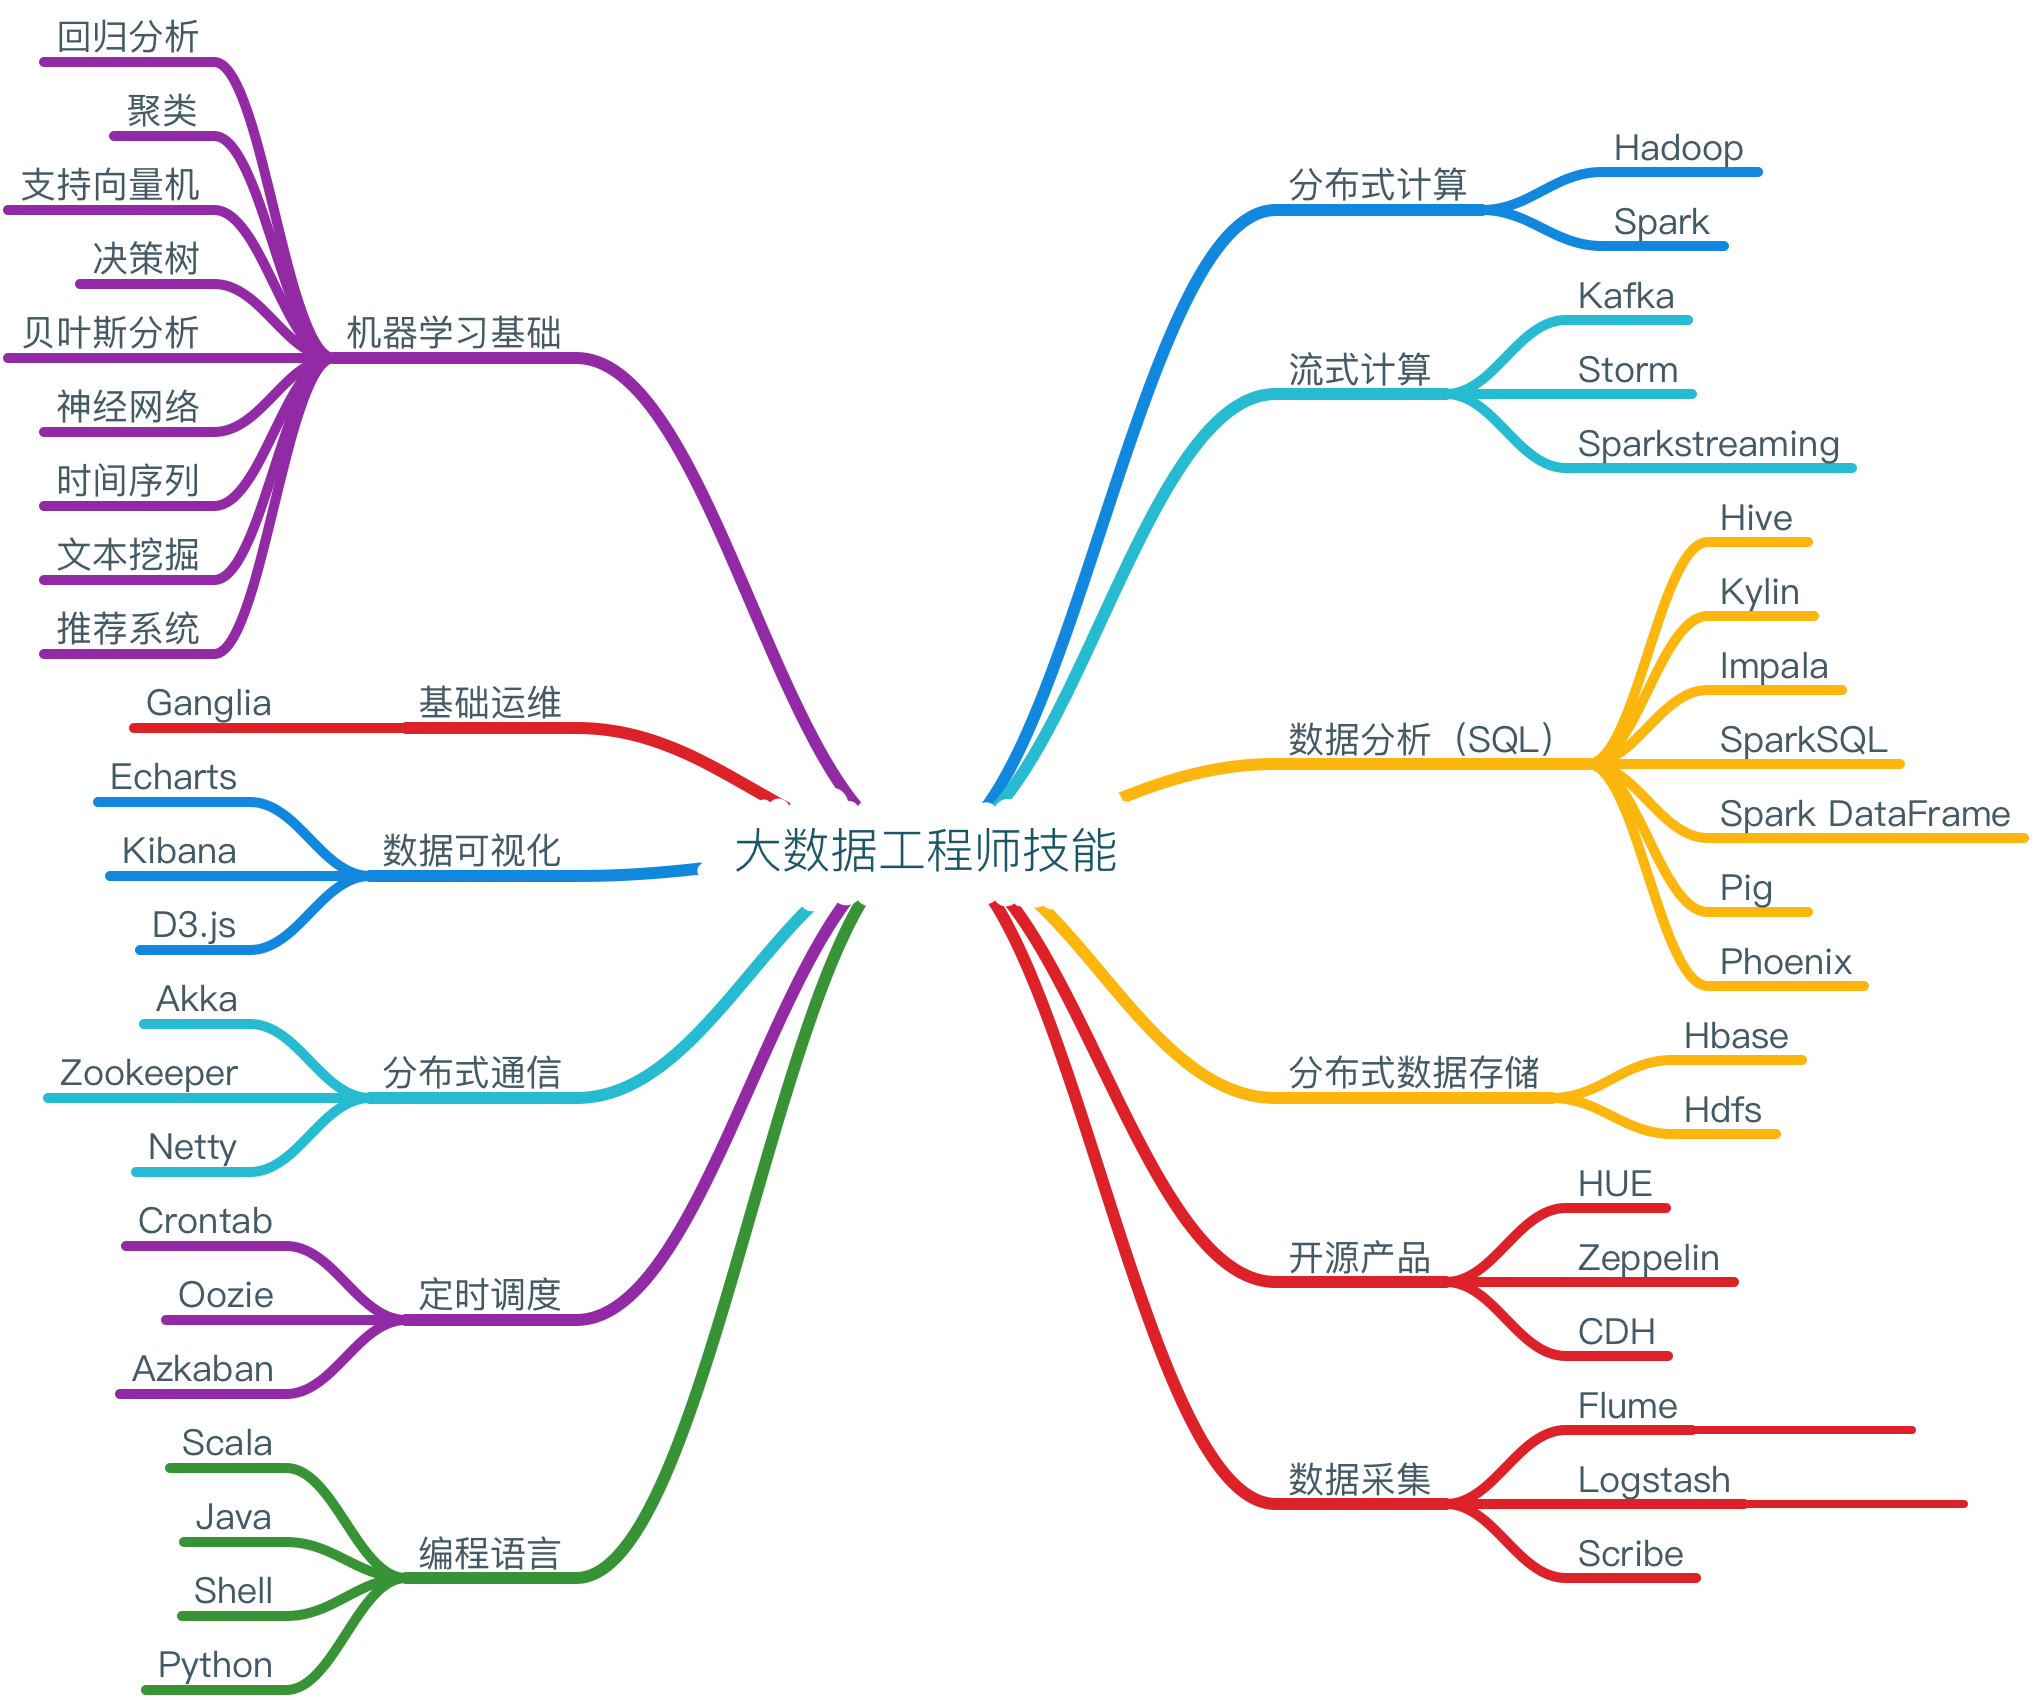 大数据工程师技能
分布式计算
Hadoop
Spark
流式计算
Kafka
Storm
Sparkstreaming
数据分析（SQL）
Hive
Kylin
Impala
SparkSQL
Spark DataFrame
Pig
Phoenix
分布式数据存储
Hbase
Hdfs
开源产品
HUE
Zeppelin
CDH
数据采集
Flume
Logstash
Scribe
机器学习基础
回归分析
聚类
支持向量机
决策树
贝叶斯分析
神经网络
时间序列
文本挖掘
推荐系统
基础运维
Ganglia
数据可视化
Echarts
Kibana
D3.js
分布式通信
Akka
Zookeeper
Netty
定时调度
Crontab
Oozie
Azkaban
编程语言
Scala
Java
Shell
Python